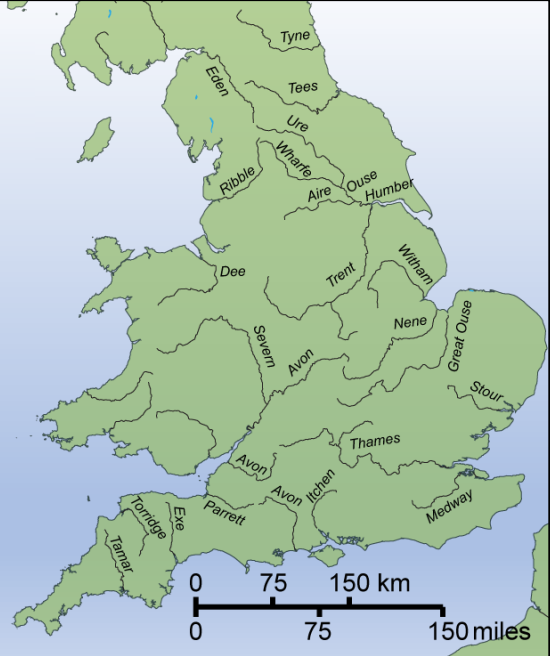 Tyne
Eden
Tees
Ure
Wharfe
Ribble
Aire
Ouse
Humber
Dee
Trent
Witham
Nene
Great Ouse
Severn
Avon
Stour
Thames
Avon
Avon
Itchen
Medway
Parrett
Torridge
Exe
Tamar
0 75 150 km
0 75 150 miles